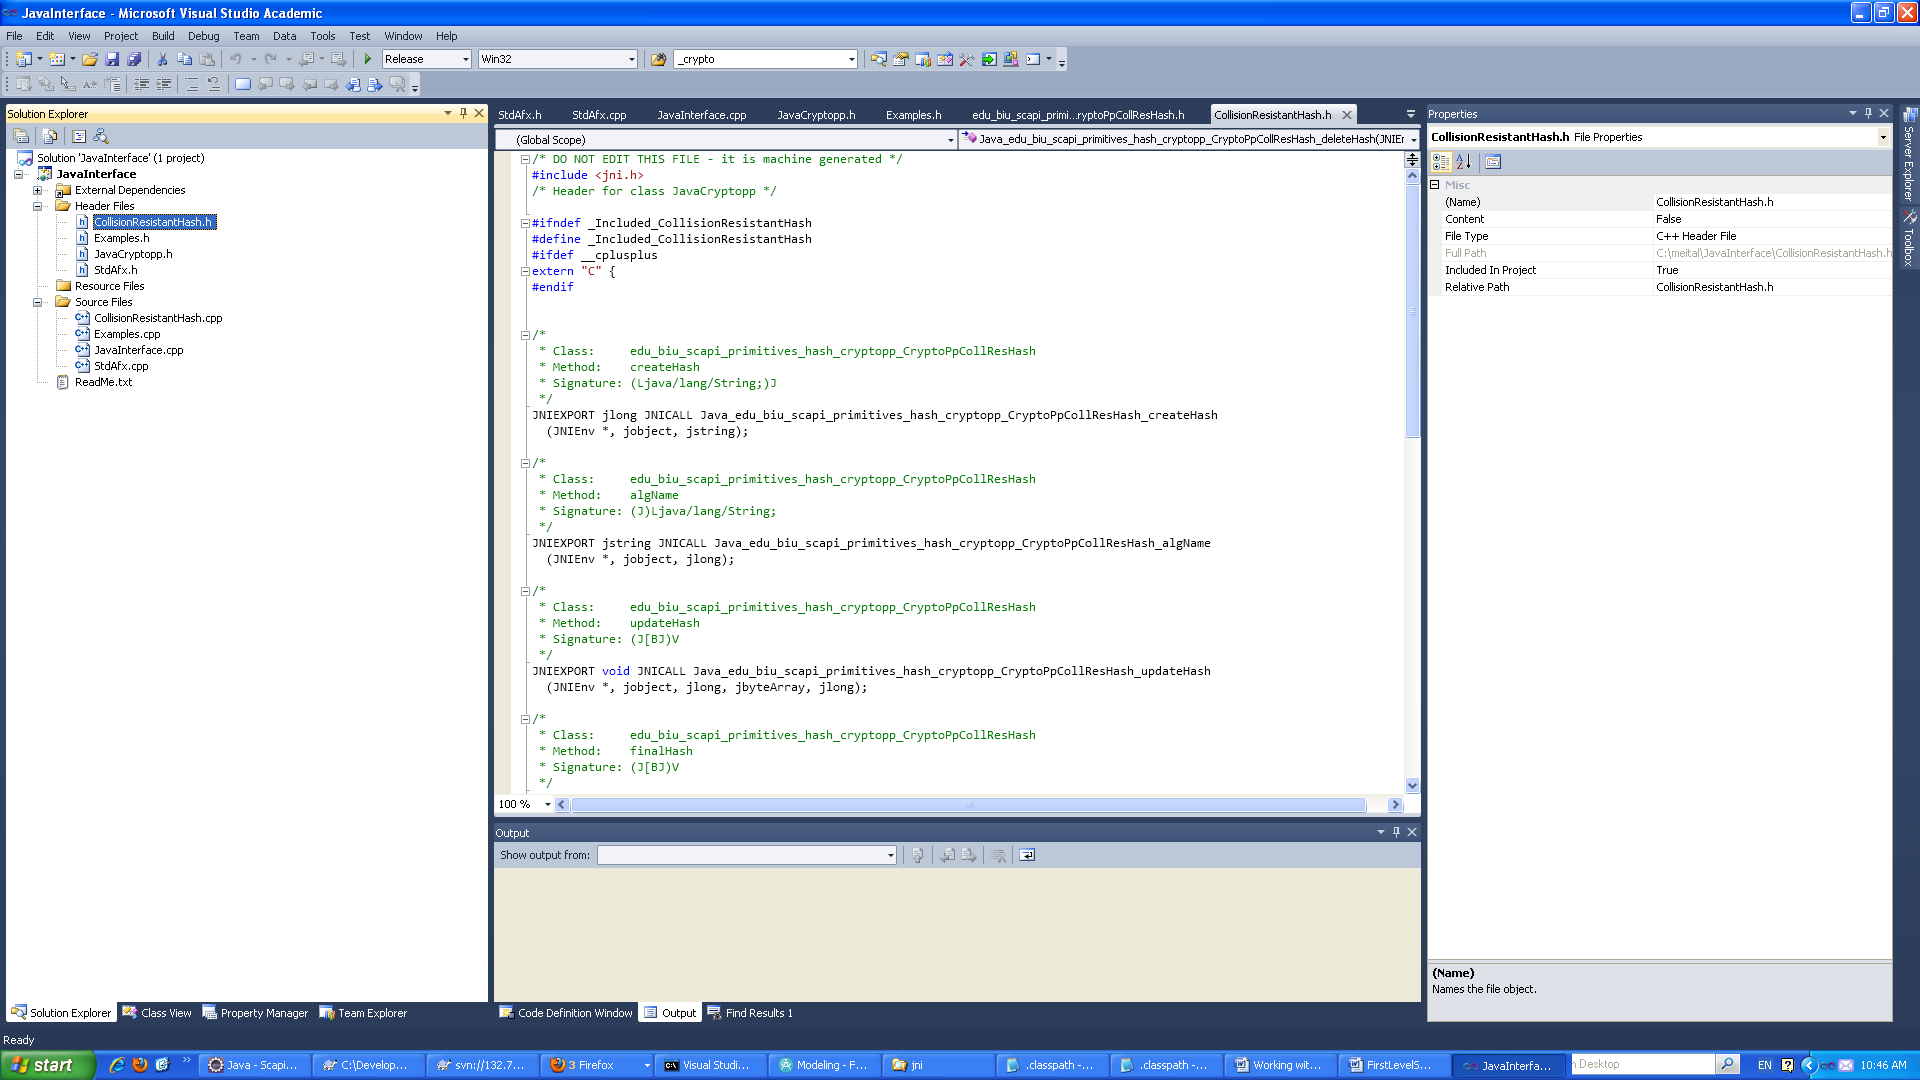 JavaInterface - Microsoft Visual Studio Academic
File Edit View Project Build Debug Team Data Tools Test Window Help
Release Win32 _crypto
Solution Explorer
Solution 'JavaInterface' (1 project)
JavaInterface
External Dependencies
Header Files
CollisionResistantHash.h
Examples.h
JavaCryptopp.h
StdAfx.h
Resource Files
Source Files
CollisionResistantHash.cpp
Examples.cpp
JavaInterface.cpp
StdAfx.cpp
ReadMe.txt
Solution Explorer Class View Property Manager Team Explorer
StdAfx.h StdAfx.cpp JavaInterface.cpp JavaCryptopp.h Examples.h edu_biu_scapi_primi...ryptoPpCollResHash.h CollisionResistantHash.h
(Global Scope) Java_edu_biu_scapi_primitives_hash_cryptopp_CryptoPpCollResHash_deleteHash(JNIEr
/* DO NOT EDIT THIS FILE - it is machine generated */
#include <jni.h>
/* Header for class JavaCryptopp */
#ifndef _Included_CollisionResistantHash
#define _Included_CollisionResistantHash
#ifdef __cplusplus
extern "C" {
#endif
/*
* Class: edu_biu_scapi_primitives_hash_cryptopp_CryptoPpCollResHash
* Method: createHash
* Signature: (Ljava/lang/String;)J
*/
JNIEXPORT jlong JNICALL Java_edu_biu_scapi_primitives_hash_cryptopp_CryptoPpCollResHash_createHash
(JNIEnv *, jobject, jstring);
/*
* Class: edu_biu_scapi_primitives_hash_cryptopp_CryptoPpCollResHash
* Method: algName
* Signature: (J)Ljava/lang/String;
*/
JNIEXPORT jstring JNICALL Java_edu_biu_scapi_primitives_hash_cryptopp_CryptoPpCollResHash_algName
(JNIEnv *, jobject, jlong);
/*
* Class: edu_biu_scapi_primitives_hash_cryptopp_CryptoPpCollResHash
* Method: updateHash
* Signature: (J[BJ)V
*/
JNIEXPORT void JNICALL Java_edu_biu_scapi_primitives_hash_cryptopp_CryptoPpCollResHash_updateHash
(JNIEnv *, jobject, jlong, jbyteArray, jlong);
/*
* Class: edu_biu_scapi_primitives_hash_cryptopp_CryptoPpCollResHash
* Method: finalHash
* Signature: (J[BJ)V
*/
100 %
Output
Show output from:
Code Definition Window Output Find Results 1
Properties
CollisionResistantHash.h File Properties
Misc
(Name) CollisionResistantHash.h
Content False
File Type C++ Header File
Full Path C:\meital\JavaInterface\CollisionResistantHash.h
Included In Project True
Relative Path CollisionResistantHash.h
(Name)
Names the file object.
Server Explorer
Toolbox
Ready
start Java - Scapi... C:\Develop... svn://132.7... 3 Firefox Visual Studi... Modeling - F... jni .classpath -... .classpath -... Working wit... FirstLevelS... JavaInterfa... Desktop EN 10:46 AM